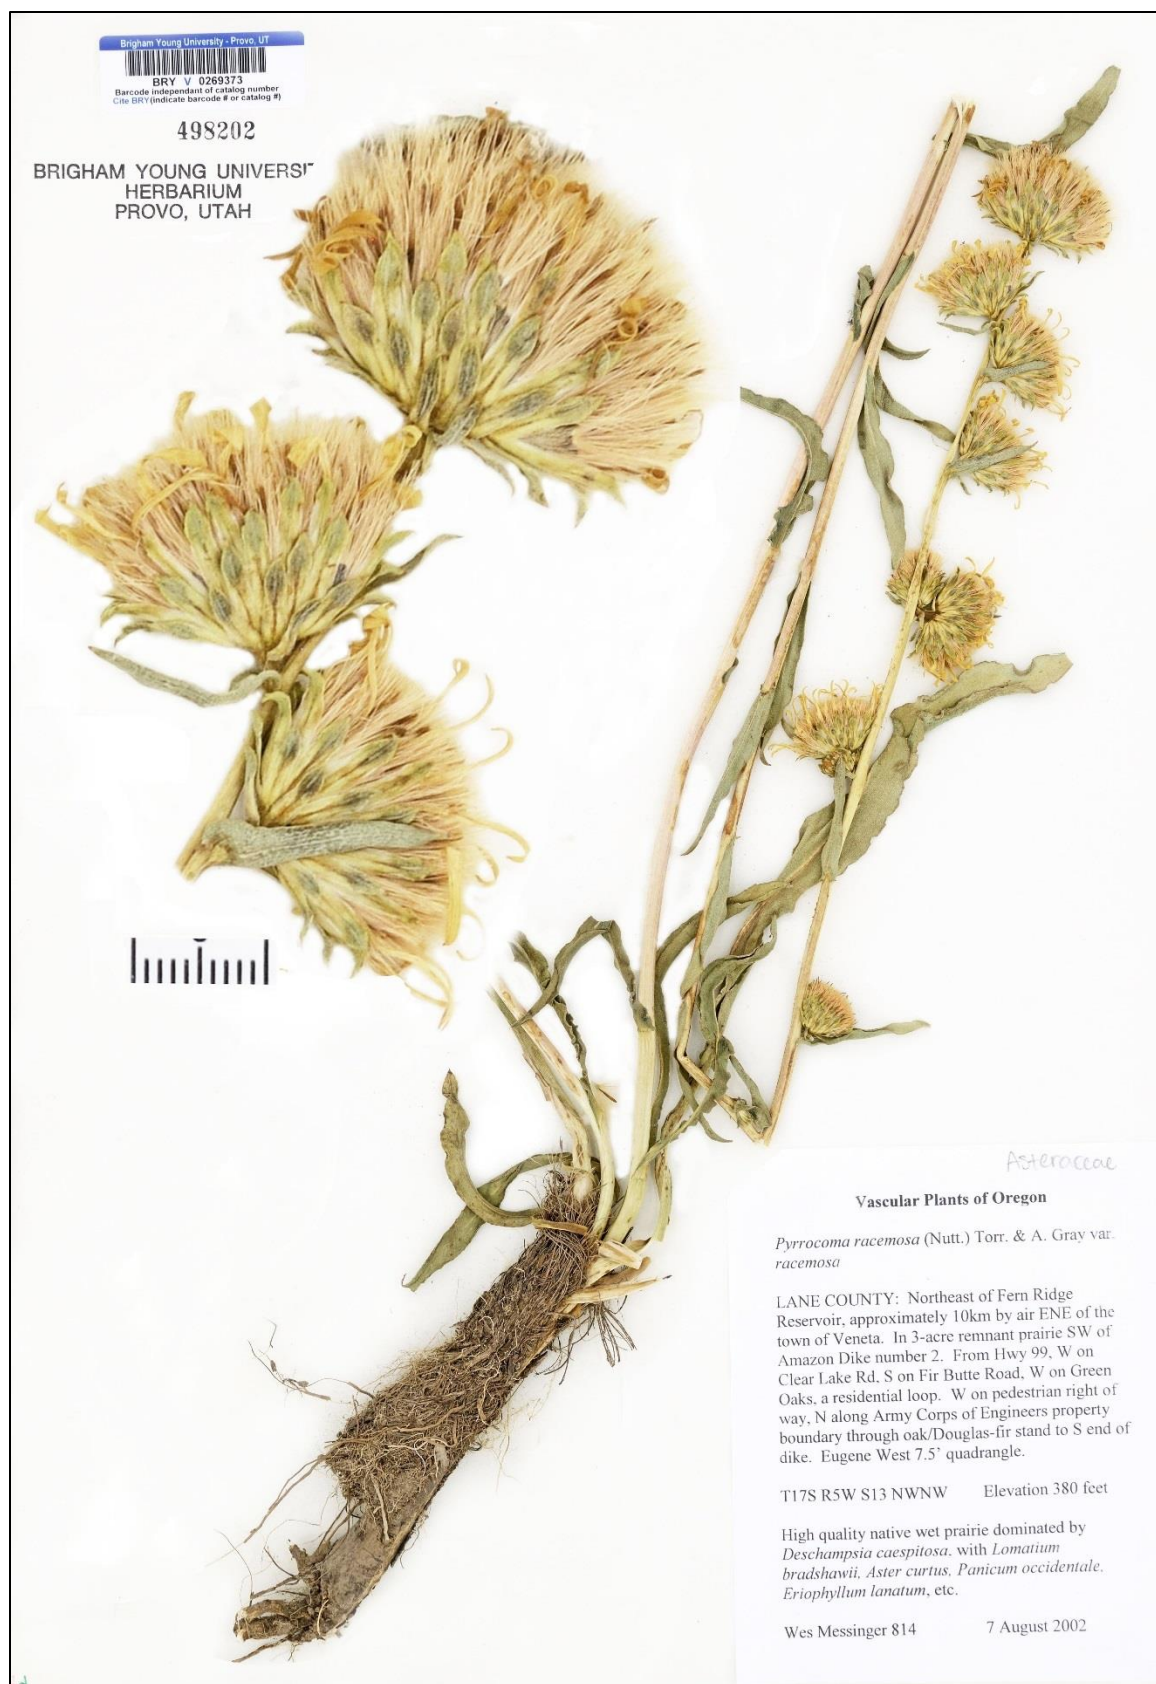 Brigham Young University - Provo, UT
BRY V 0269373
Barcode independant of catalog number
Cite BRY(indicate barcode # or catalog #)
498202
BRIGHAM YOUNG UNIVERSI
HERBARIUM
PROVO, UTAH
Asteraceae
Vascular Plants of Oregon
Pyrrocoma racemosa (Nutt.) Torr. & A. Gray var.
racemosa
LANE COUNTY: Northeast of Fern Ridge
Reservoir, approximately 10km by air ENE of the
town of Veneta. In 3-acre remnant prairie SW of
Amazon Dike number 2. From Hwy 99, W on
Clear Lake Rd, S on Fir Butte Road, W on Green
Oaks, a residential loop. W on pedestrian right of
way, N along Army Corps of Engineers property
boundary through oak/Douglas-fir stand to S end of
dike. Eugene West 7.5' quadrangle.
T17S R5W S13 NWNW Elevation 380 feet
High quality native wet prairie dominated by
Deschampsia caespitosa, with Lomatium
bradshawii, Aster curtus, Panicum occidentale,
Eriophyllum lanatum, etc.
Wes Messinger 814 7 August 2002